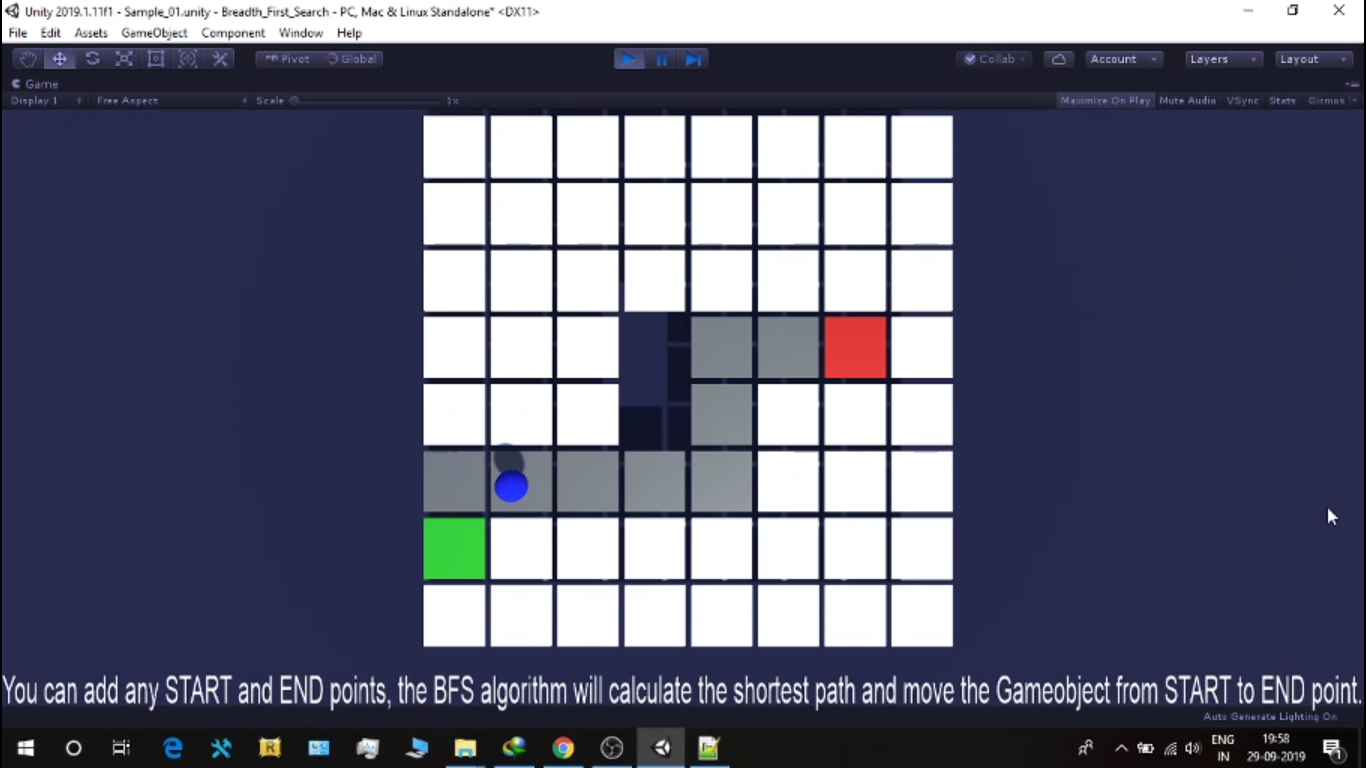 Unity 2019.1.11f1 - Sample_01.unity - Breadth_First_Search - PC, Mac & Linux Standalone* <DX11>
File Edit Assets GameObject Component Window Help
Pivot Global Collab Account Layers Layout
Game
Display 1 Free Aspect Scale 1x Maximize On Play Mute Audio VSync Stats Gizmos
You can add any START and END points, the BFS algorithm will calculate the shortest path and move the Gameobject from START to END point.
Auto Generate Lighting On
ENG 19:58
IN 29-09-2019 1